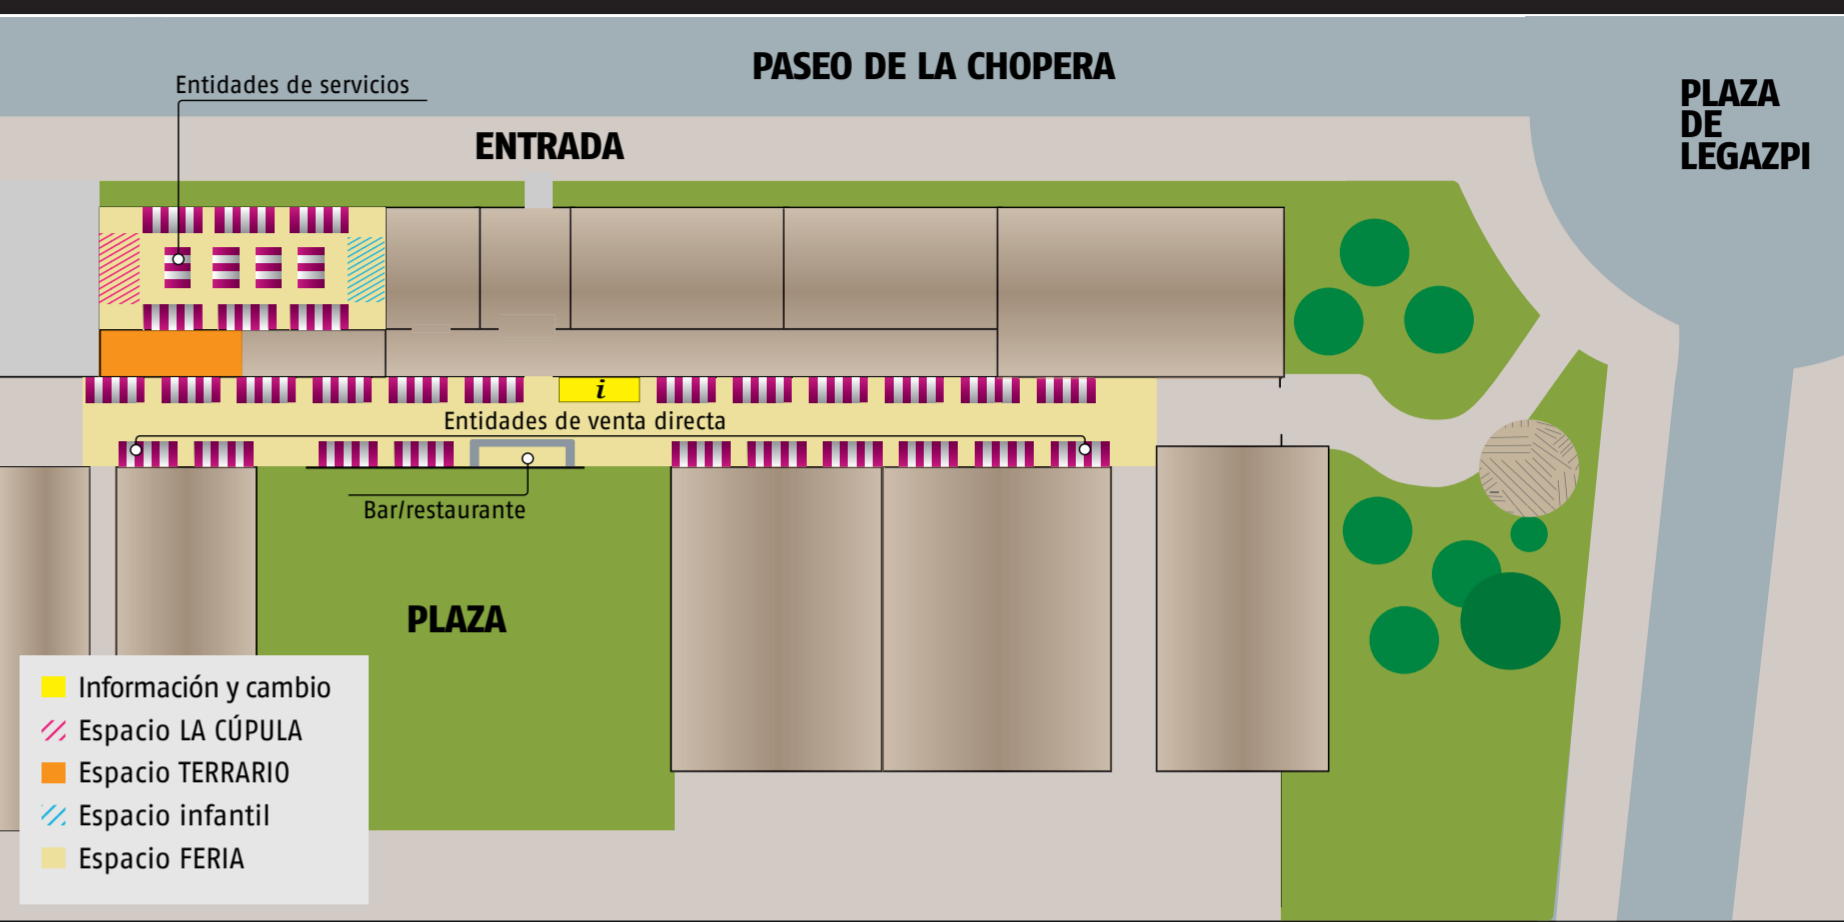 PASEO DE LA CHOPERA
Entidades de servicios
PLAZA
DE
LEGAZPI
ENTRADA
i
Entidades de venta directa
Bar/restaurante
PLAZA
Información y cambio
Espacio LA CÚPULA
Espacio TERRARIO
Espacio infantil
Espacio FERIA